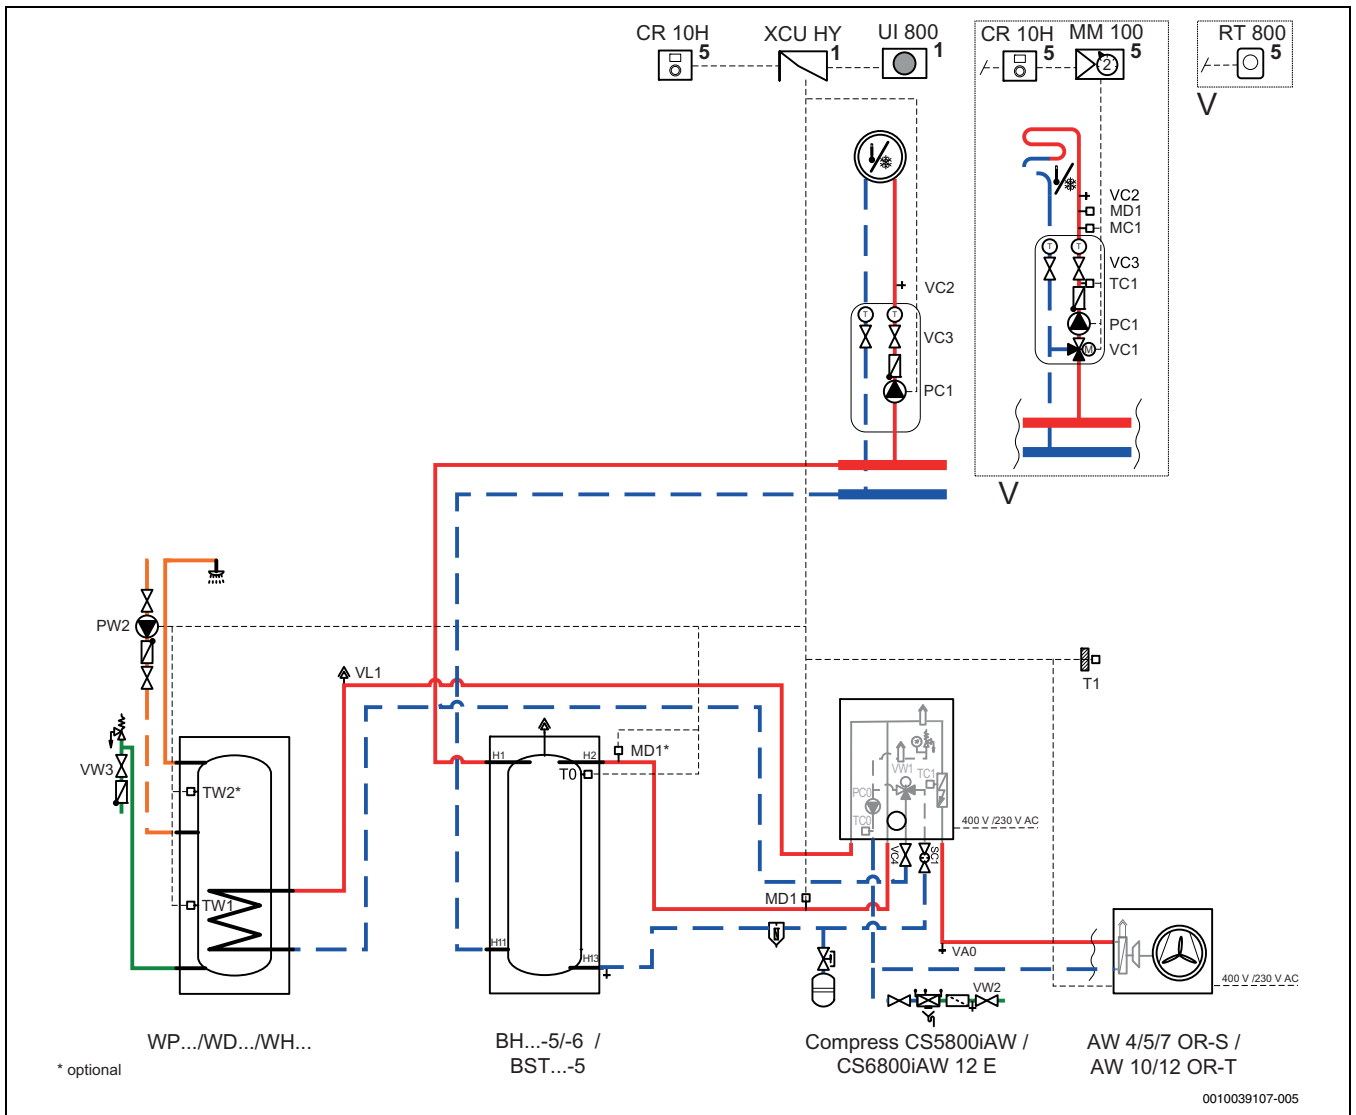 CR 10H
5
XCU HY
1
UI 800
1
CR 10H
5
MM 100
5
2
RT 800
5
V
VC2
MD1
MC1
T
T
VC3
TC1
PC1
M
VC1
V
VC2
T
T
VC3
PC1
PW2
VL1
T1
VW3
TW2*
TW1
H1
H2
MD1*
T0
H11
H13
VW1
TC1
PC0
TC0
400 V /230 V AC
VC4
SC1
MD1
VA0
VW2
400 V /230 V AC
WP.../WD.../WH...
BH...-5/-6 /
BST...-5
Compress CS5800iAW /
CS6800iAW 12 E
AW 4/5/7 OR-S /
AW 10/12 OR-T
* optional
0010039107-005